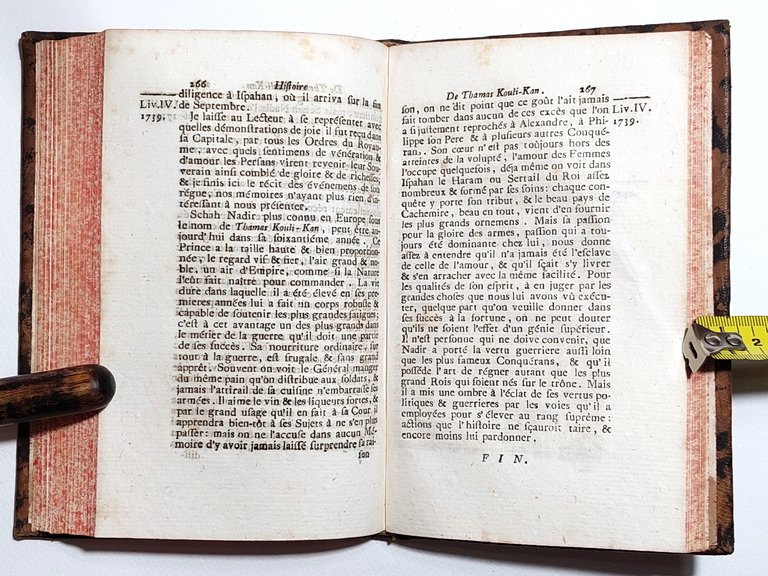 266 Histoire
diligence à Ispahan, où il arriva sur la fin
Liv.IV. de Septembre.
1739. Je laisse au Lecteur à se représenter avec
quelles démonstrations de joie il fut reçu dans
sa Capitale, par tous les Ordres du Royau-
me, avec quels sentimens de vénération &
d'amour les Persans virent revenir leur Sou-
verain ainsi comblé de gloire & de richesses;
& je finis ici le récit des événemens de son
régne, nos mémoires n'ayant plus rien d'in-
téressant à nous présenter.
Schah Nadir plus connu en Europe sous
le nom de Thamas Kouli-Kan, peut être au-
jourd'hui dans sa soixantiéme année. Ce
Prince a la taille haute & bien proportion-
née, le regard vif & fier, l'air grand & no-
ble, un air d'Empire, comme si la Nature
l'eût fait naître pour commander. La vie
dure dans laquelle il a été élevé en ses pre-
mieres années lui a fait un corps robuste &
capable de soutenir les plus grandes fatigues;
c'est à cet avantage un des plus grands dans
le métier de la guerre qu'il doit une partie
de ses succès. Sa nourriture ordinaire, sur
tout à la guerre, est frugale & sans grand
apprêt. Souvent on voit le Général manger
du même pain qu'on distribue aux soldats, &
jamais l'attirail de sa cuisine n'embarrasse ses
armées. Il aime le vin & les liqueurs fortes, &
par le grand usage qu'il en fait à sa Cour il
apprendra bien-tôt à ses Sujets à ne s'en plus
passer: mais on ne l'accuse dans aucun Mé-
moire d'y avoir jamais laissé surprendre sa rai-
son
De Thamas Kouli-Kan. 267
son, on ne dit point que ce goût l'ait jamais Liv.IV.
fait tomber dans aucun de ces excès que l'on 1739.
a si justement reprochés à Alexandre, à Phi-
lippe son Pere & à plusieurs autres Conqué-
rans. Son cœur n'est pas toujours hors des
atteintes de la volupté, l'amour des Femmes
l'occupe quelquefois, déja même on voit dans
Ispahan le Haram ou Serrail du Roi assez
nombreux & formé par ses soins: chaque con-
quête y porte son tribut, & le beau pays de
Cachemire, beau en tout, vient d'en fournir
les plus grands ornemens. Mais sa passion
pour la gloire des armes, passion qui a tou-
jours été dominante chez lui, nous donne
assez à entendre qu'il n'a jamais été l'esclave
de celle de l'amour, & qu'il sçait s'y livrer
& s'en arracher avec la même facilité. Pour
les qualités de son esprit, à en juger par les
grandes choses que nous lui avons vû exécu-
ter, quelque part qu'on veuille donner dans
ses succès à la fortune, on ne peut douter
qu'ils ne soient l'effet d'un génie supérieur.
Il n'est personne qui ne doive convenir, que
Nadir a porté la vertu guerriere aussi loin
que les plus fameux Conquérans, & qu'il
posséde l'art de régner autant que les plus
grand Rois qui soient nés sur le trône. Mais
il a mis une ombre à l'éclat de ses vertus po-
litiques & guerrieres par les voies qu'il a
employées pour s'élever au rang suprême:
actions que l'histoire ne sçauroit taire, &
encore moins lui pardonner.
FIN.
2